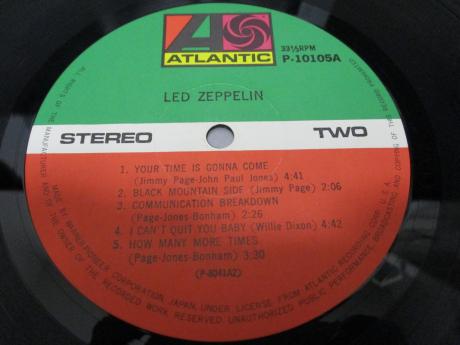 ATLANTIC
33⅓RPM
P-10105A
LED ZEPPELIN
STEREO
TWO
1. YOUR TIME IS GONNA COME
(Jimmy Page-John Paul Jones) 4:41
2. BLACK MOUNTAIN SIDE (Jimmy Page) 2:06
3. COMMUNICATION BREAKDOWN
(Page-Jones-Bonham) 2:26
4. I CAN'T QUIT YOU BABY (Willie Dixon) 4:42
5. HOW MANY MORE TIMES
(Page-Jones-Bonham) 3:30
(P-8041A2)
MADE BY WARNER-PIONEER CORPORATION, JAPAN, UNDER LICENSE FROM ATLANTIC RECORDING CORP. U.S.A.
ALL RIGHTS OF THE MANUFACTURER AND OF THE OWNER OF THE RECORDED WORK RESERVED. UNAUTHORIZED PUBLIC PERFORMANCE, BROADCASTING AND COPYING OF THIS RECORD PROHIBITED